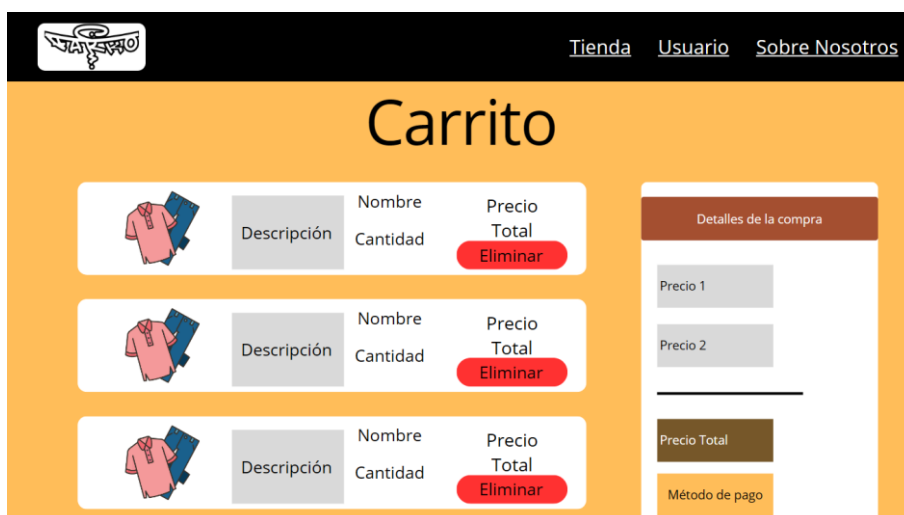 Tienda Usuario Sobre Nosotros
Carrito
Descripción
Nombre
Cantidad
Precio
Total
Eliminar
Descripción
Nombre
Cantidad
Precio
Total
Eliminar
Descripción
Nombre
Cantidad
Precio
Total
Eliminar
Detalles de la compra
Precio 1
Precio 2
Precio Total
Método de pago